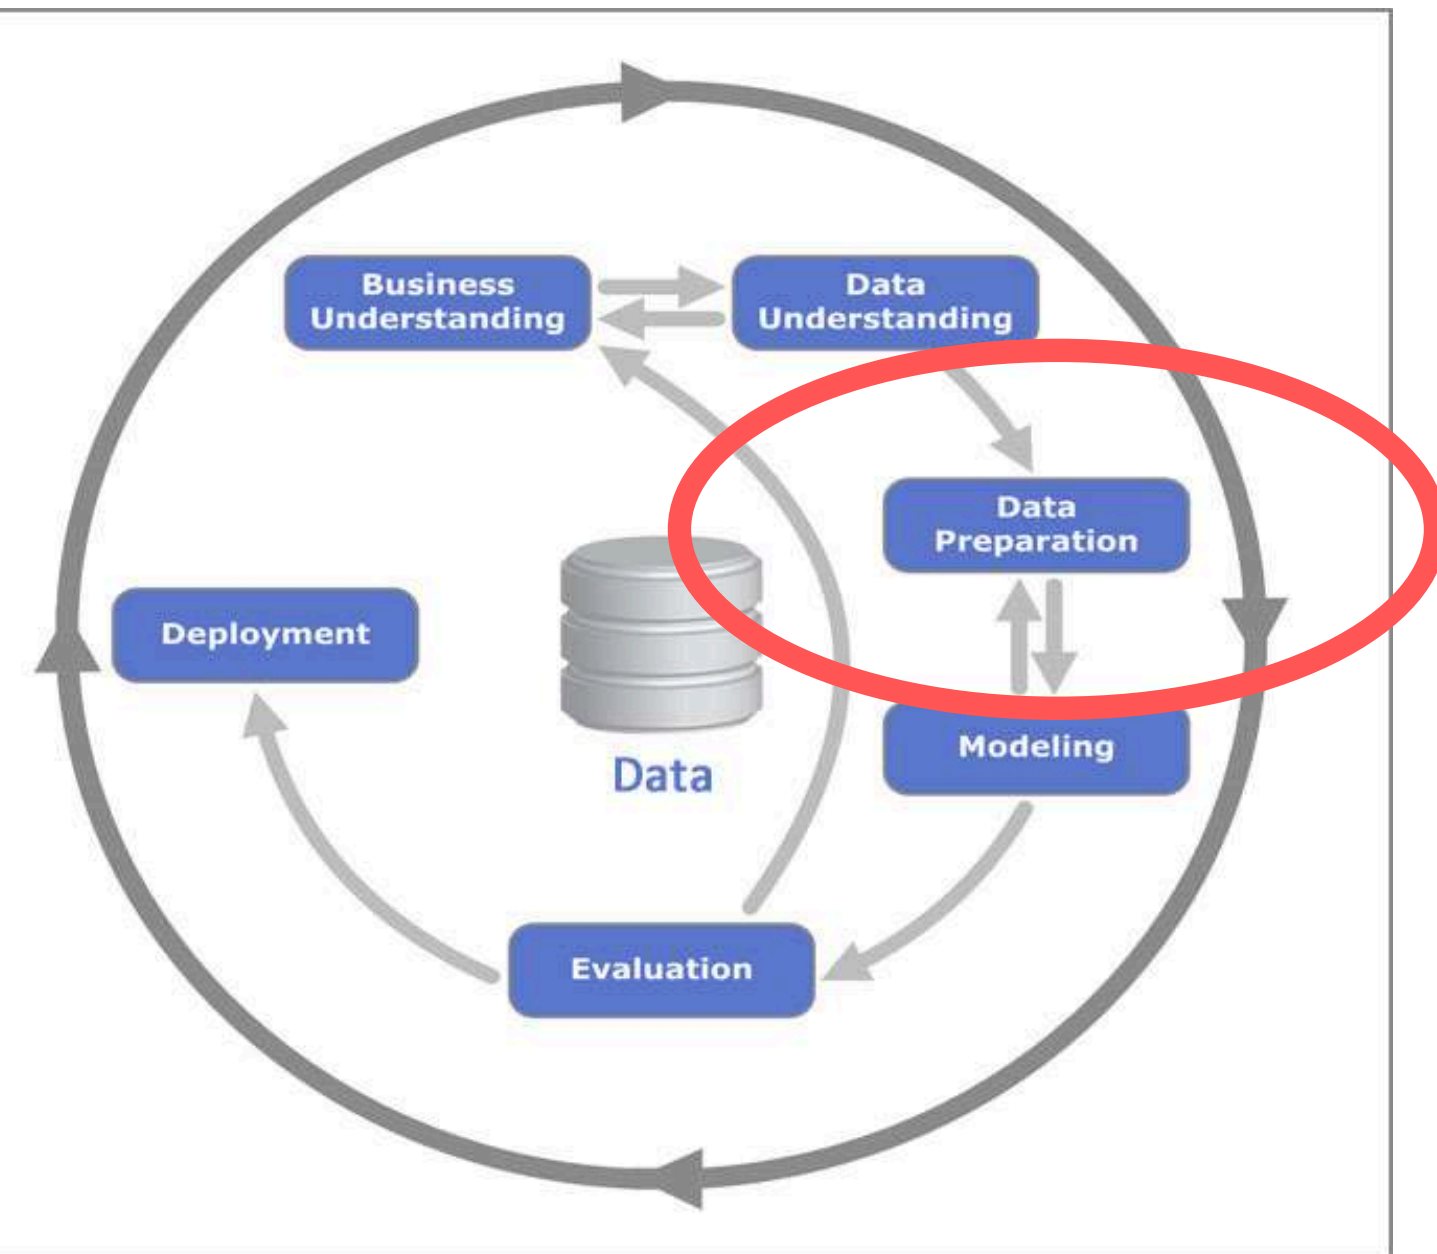 Business
Understanding
Data
Understanding
Data
Preparation
Deployment
Modeling
Data
Evaluation